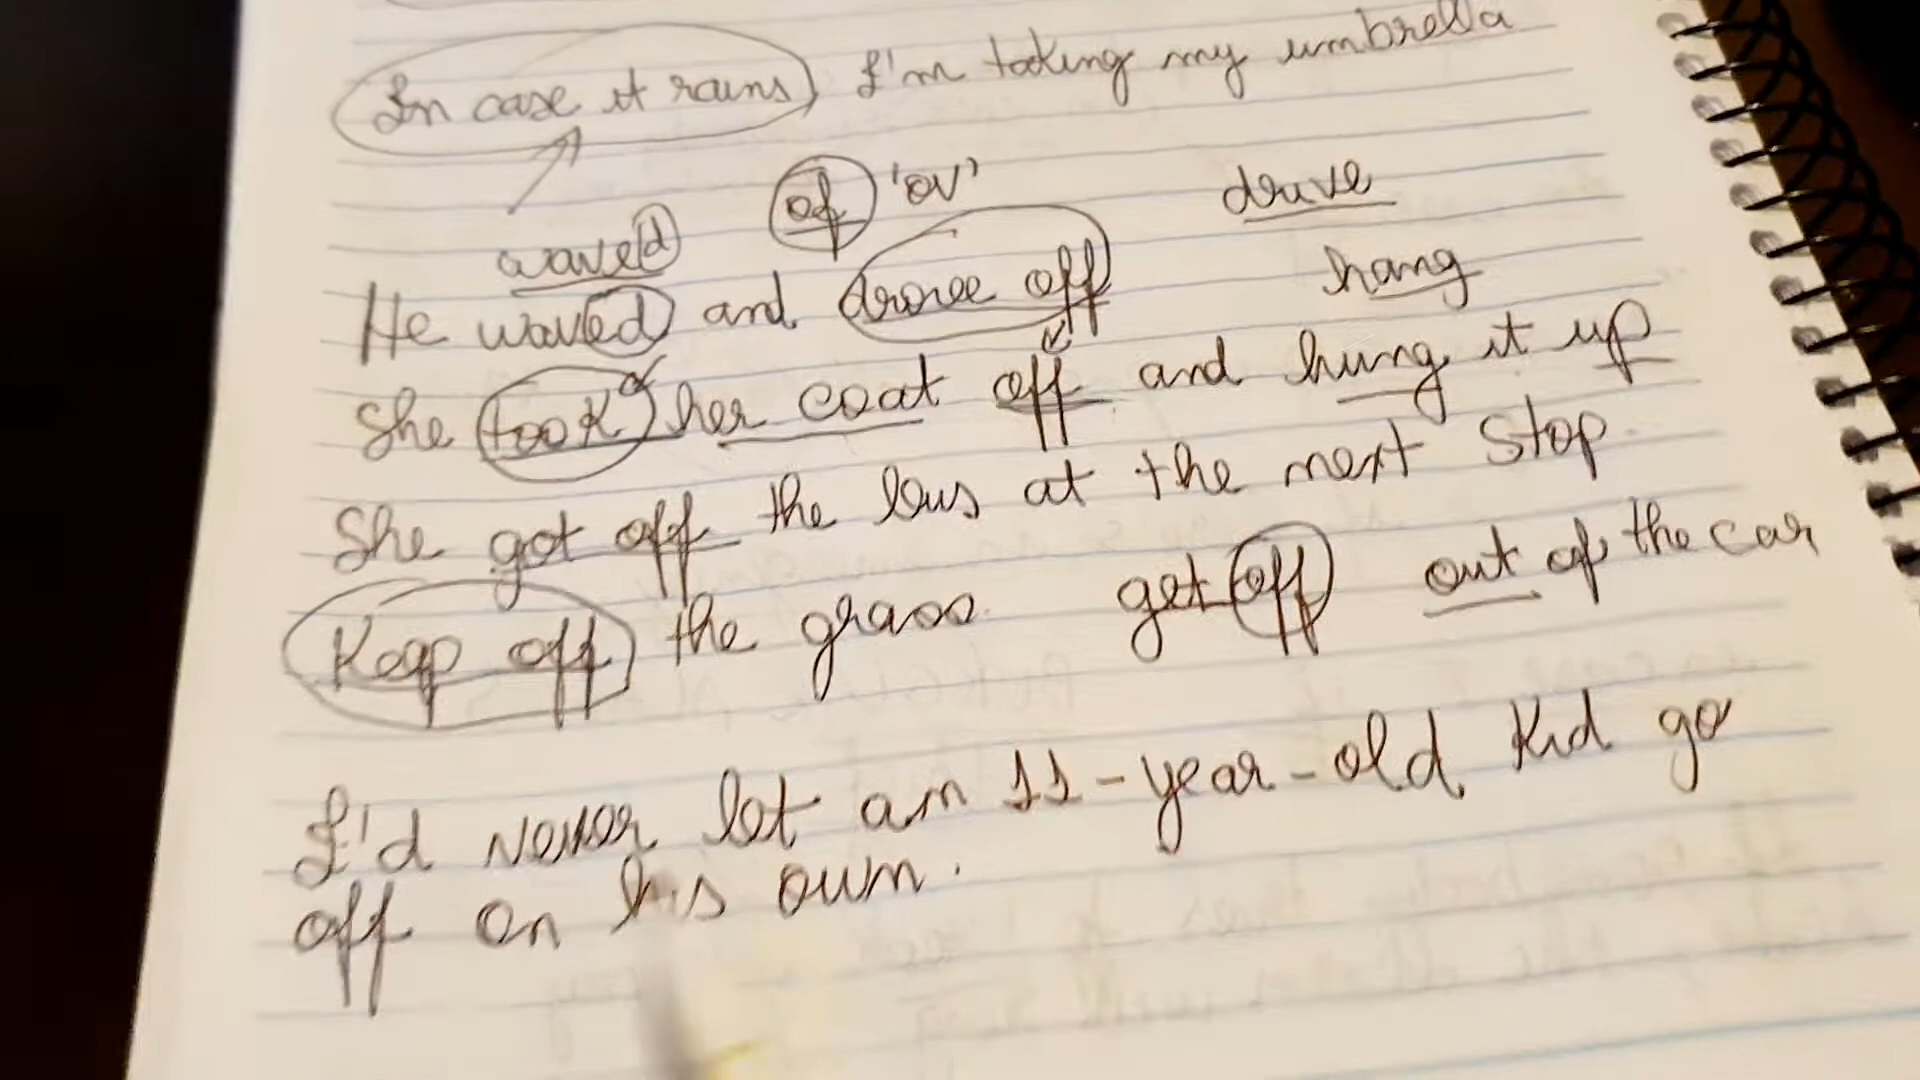 In case it rains, I'm taking my umbrella
of 'ov' drive
waved hang
He waved and drove off
She took her coat off and hung it up
She got off the bus at the next stop.
Keep off the grass. get off out of the car
I'd never let an 11-year-old kid go
off on his own.